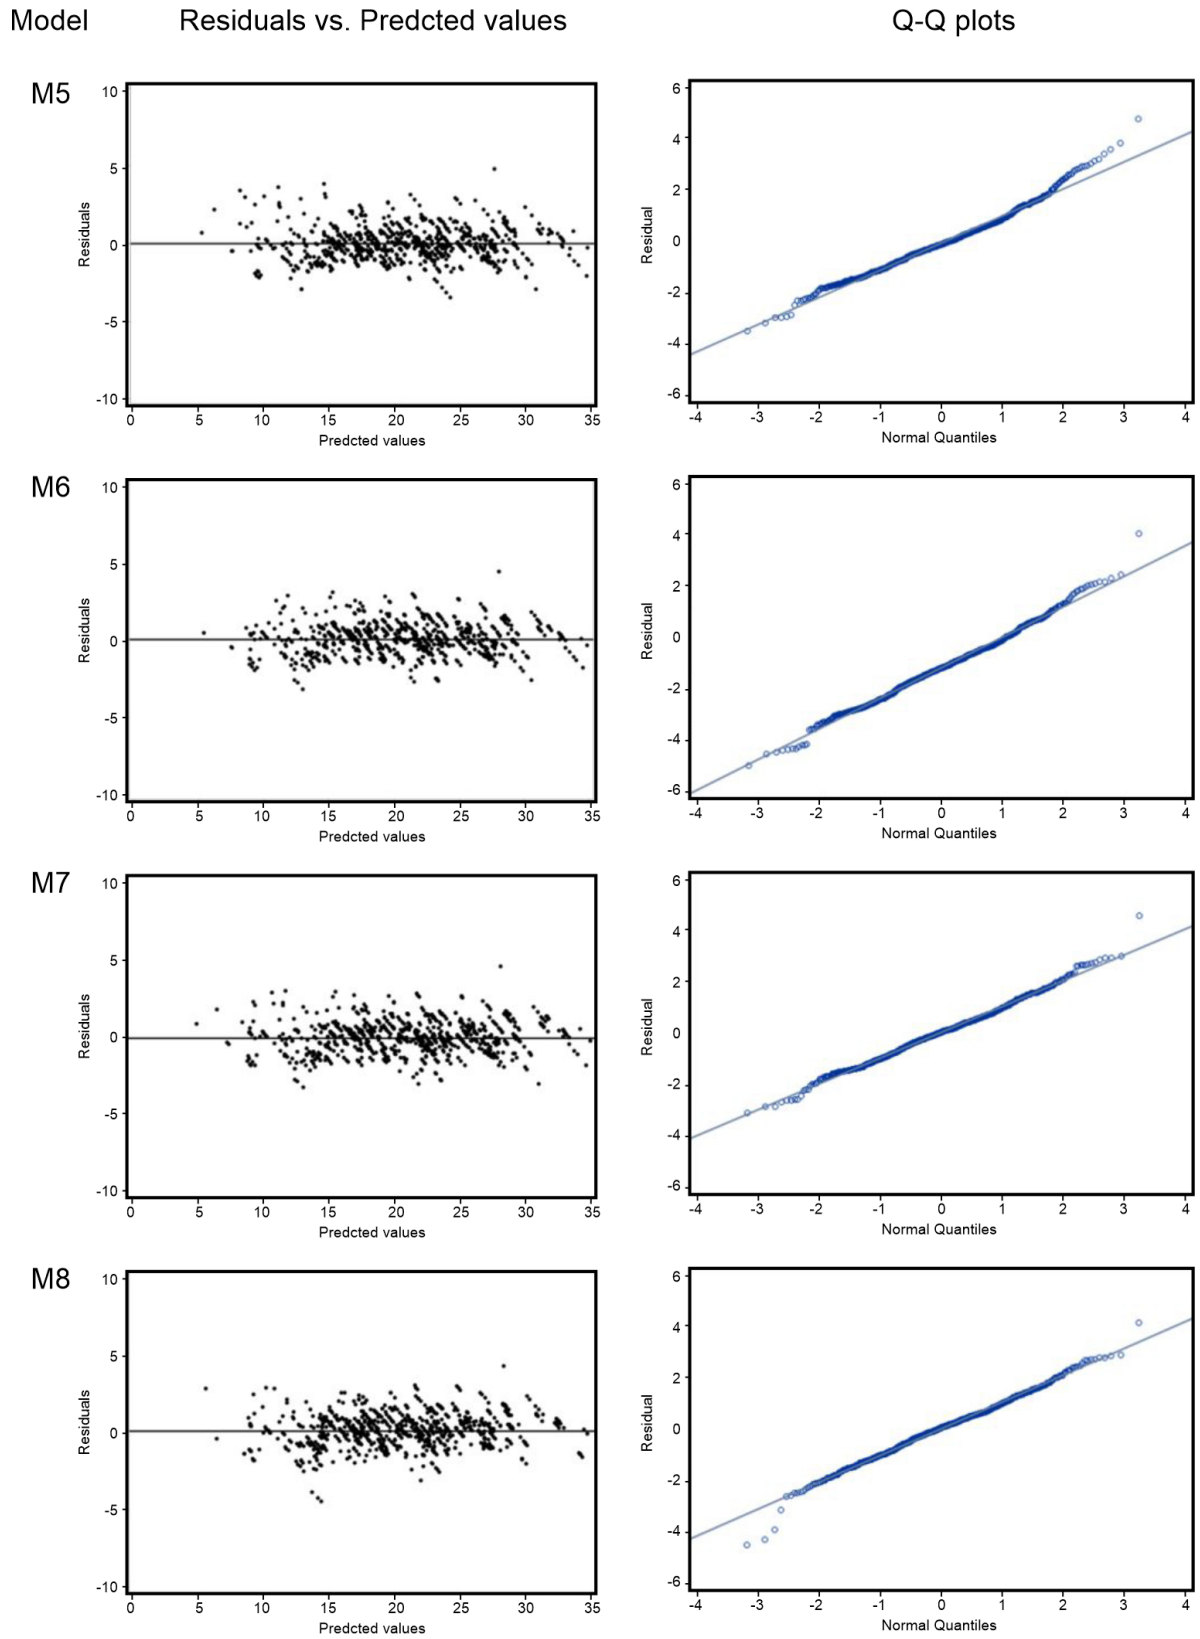 Model Residuals vs. Predcted values Q-Q plots
M5
10
5
0
-5
-10
Residuals
0 5 10 15 20 25 30 35
Predcted values
6
4
2
0
-2
-4
-6
Residual
-4 -3 -2 -1 0 1 2 3 4
Normal Quantiles
M6
10
5
0
-5
-10
Residuals
0 5 10 15 20 25 30 35
Predcted values
6
4
2
0
-2
-4
-6
Residual
-4 -3 -2 -1 0 1 2 3 4
Normal Quantiles
M7
10
5
0
-5
-10
Residuals
0 5 10 15 20 25 30 35
Predcted values
6
4
2
0
-2
-4
-6
Residual
-4 -3 -2 -1 0 1 2 3 4
Normal Quantiles
M8
10
5
0
-5
-10
Residuals
0 5 10 15 20 25 30 35
Predcted values
6
4
2
0
-2
-4
-6
Residual
-4 -3 -2 -1 0 1 2 3 4
Normal Quantiles